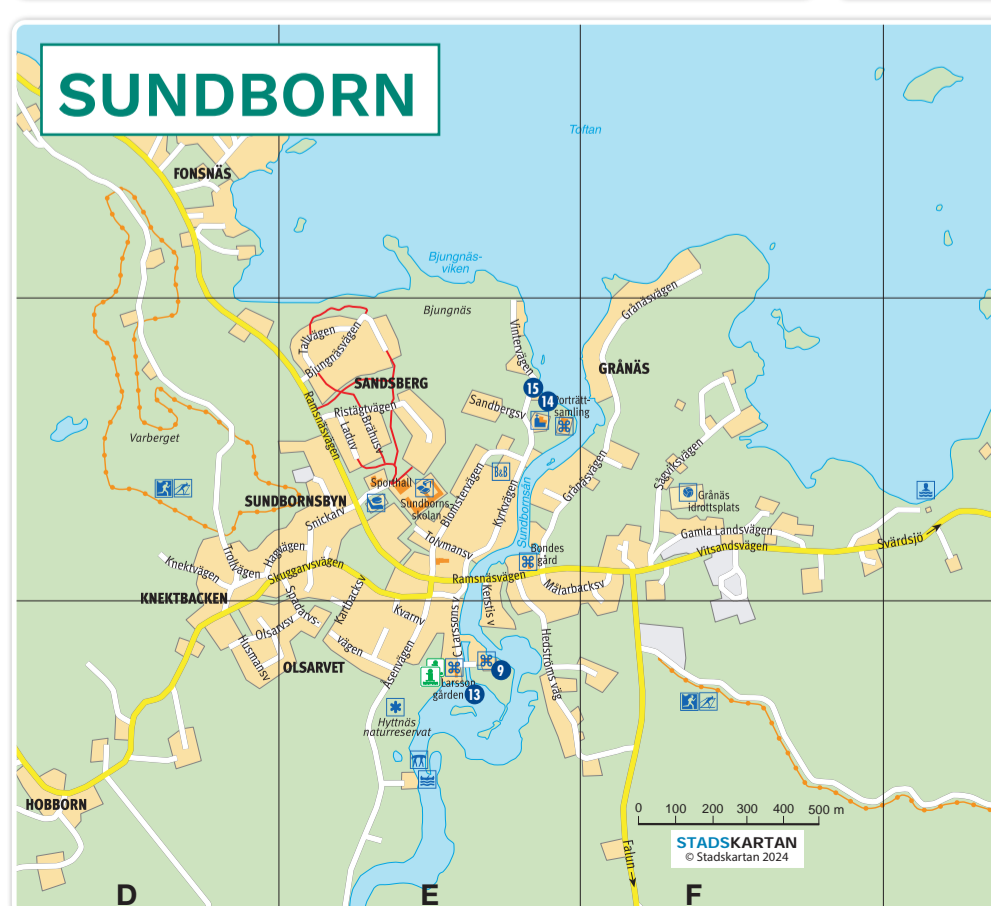 SUNDBORN
Toftan
FONSNÄS
Bjungnäs-
viken
Bjungnäs
Grånäsvägen
Vintervägen
Tallvägen
Bjungnäsvägen
GRÅNÄS
SANDSBERG
15
14
Porträtt-
samling
Sandbergsv
Ramsnäsvägen
Ristägtvägen
Laduv
Brähusv
Varberget
Sågviksvägen
Grånäsvägen
B&B
Blomstervägen
Kyrkvägen
Sundbornsån
Sporthall
Sundborns-
skolan
SUNDBORNSBYN
Snickarv
Grånäs
idrottsplats
Gamla Landsvägen
Vitsandsvägen
Svärdsjö
Tolvmansv
Bondes
gård
Knektvägen
Trollvägen
Hagvägen
Skuggarvsvägen
Ramsnäsvägen
Målarbacksv
KNEKTBACKEN
Spadarvs-
vägen
Kartbacksv
Kvarnv
C Larssons v
Kerstis v
Olsarvsv
Husmansv
OLSARVET
Åsenvägen
Hedströms väg
9
Larsson
gården
13
Hyttnäs
naturreservat
HOBBORN
0 100 200 300 400 500 m
STADSKARTAN
© Stadskartan 2024
Falun
D E F